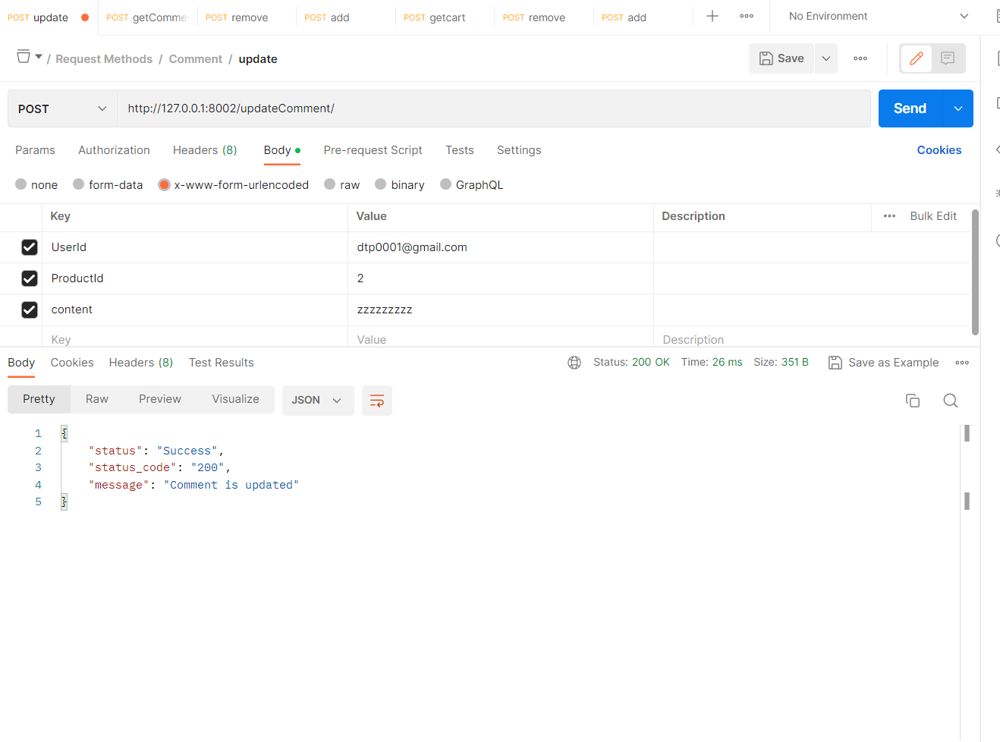 POST update POST getComme POST remove POST add POST getcart POST remove POST add No Environment
/ Request Methods / Comment / update Save
POST http://127.0.0.1:8002/updateComment/ Send
Params Authorization Headers (8) Body Pre-request Script Tests Settings Cookies
none form-data x-www-form-urlencoded raw binary GraphQL
Key Value Description Bulk Edit
UserId dtp0001@gmail.com
ProductId 2
content zzzzzzzzz
Key Value Description
Body Cookies Headers (8) Test Results Status: 200 OK Time: 26 ms Size: 351 B Save as Example
Pretty Raw Preview Visualize JSON
1 {
2 "status": "Success",
3 "status_code": "200",
4 "message": "Comment is updated"
5 }